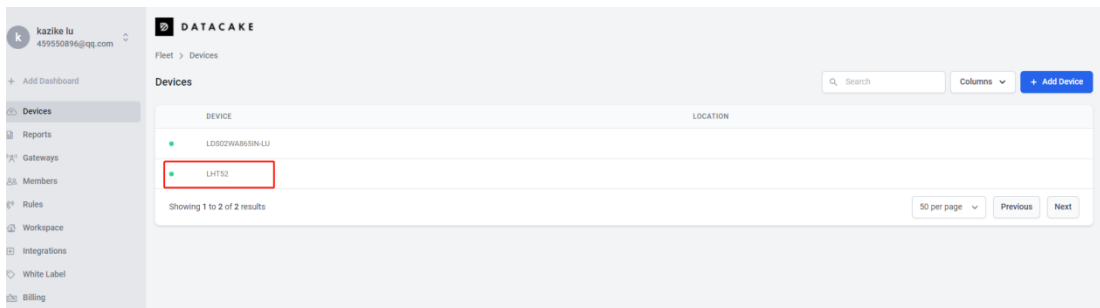 k
kazike lu
459550896@qq.com
DATACAKE
Fleet > Devices
+ Add Dashboard
Devices
Search
Columns
+ Add Device
Devices
Reports
Gateways
Members
Rules
Workspace
Integrations
White Label
Billing
DEVICE LOCATION
LDS02WA865IN-LU
LHT52
Showing 1 to 2 of 2 results
50 per page
Previous
Next